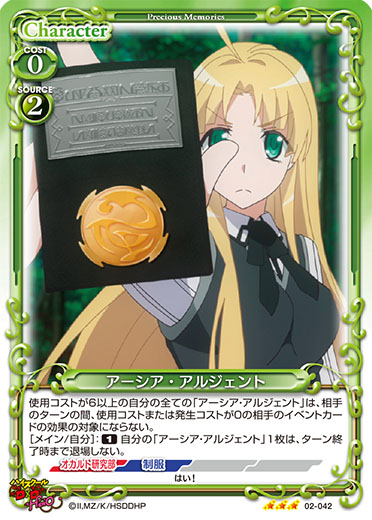 Precious Memories
Character
COST
0
SOURCE
2
アーシア・アルジェント
使用コストが6以上の自分の全ての「アーシア・アルジェント」は、相手
のターンの間、使用コストまたは発生コストが0の相手のイベントカー
ドの効果の対象にならない。
[メイン/自分]:1自分の「アーシア・アルジェント」1枚は、ターン終
了時まで退場しない。
オカルト研究部 制服
はい!
©II,MZ/K/HSDDHP
02-042